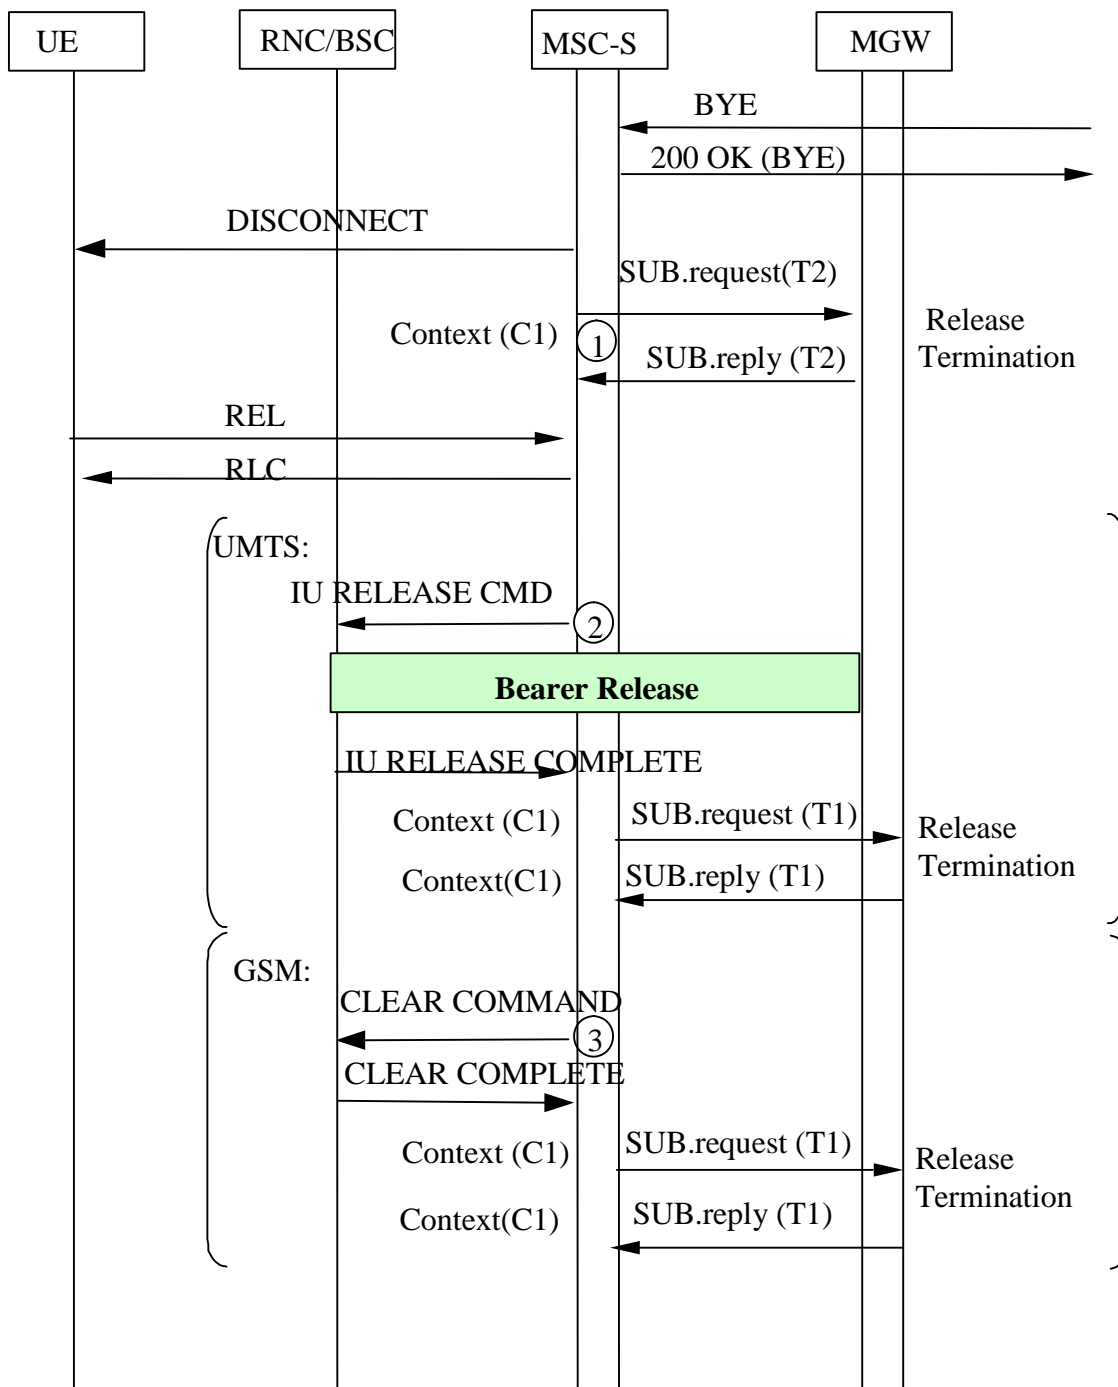 UE
RNC/BSC
MSC-S
MGW
BYE
200 OK (BYE)
DISCONNECT
SUB.request(T2)
Context (C1)
1
Release
Termination
SUB.reply (T2)
REL
RLC
UMTS:
IU RELEASE CMD
2
Bearer Release
IU RELEASE COMPLETE
Context (C1)
SUB.request (T1)
Release
Termination
Context(C1)
SUB.reply (T1)
GSM:
CLEAR COMMAND
3
CLEAR COMPLETE
Context (C1)
SUB.request (T1)
Release
Termination
Context(C1)
SUB.reply (T1)